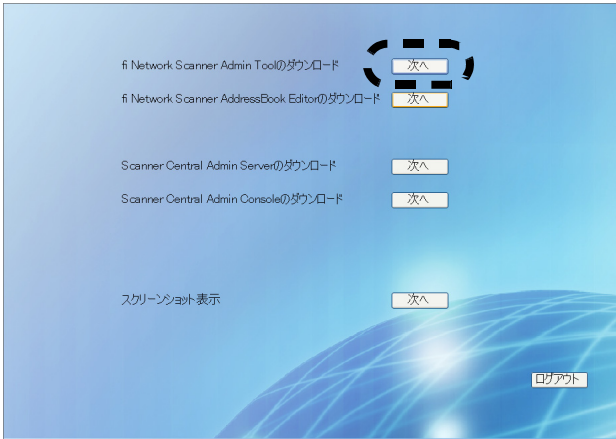 fi Network Scanner Admin Toolのダウンロード 次へ
fi Network Scanner AddressBook Editorのダウンロード 次へ
Scanner Central Admin Serverのダウンロード 次へ
Scanner Central Admin Consoleのダウンロード 次へ
スクリーンショット表示 次へ
ログアウト